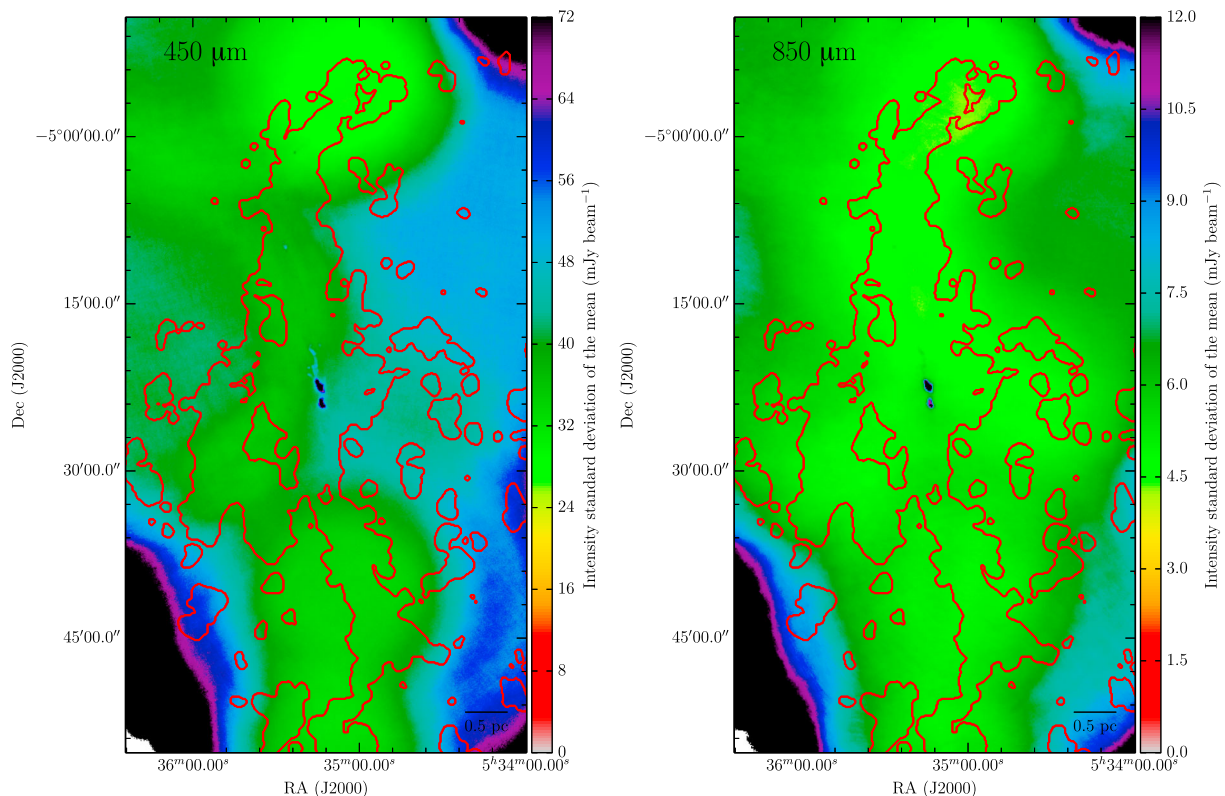 450 μm
−5°00′00.0″
15′00.0″
30′00.0″
45′00.0″
Dec (J2000)
36ᵐ00.00ˢ
35ᵐ00.00ˢ
5ʰ34ᵐ00.00ˢ
RA (J2000)
0.5 pc
72
64
56
48
40
32
24
16
8
0
Intensity standard deviation of the mean (mJy beam⁻¹)
850 μm
−5°00′00.0″
15′00.0″
30′00.0″
45′00.0″
Dec (J2000)
36ᵐ00.00ˢ
35ᵐ00.00ˢ
5ʰ34ᵐ00.00ˢ
RA (J2000)
0.5 pc
12.0
10.5
9.0
7.5
6.0
4.5
3.0
1.5
0.0
Intensity standard deviation of the mean (mJy beam⁻¹)